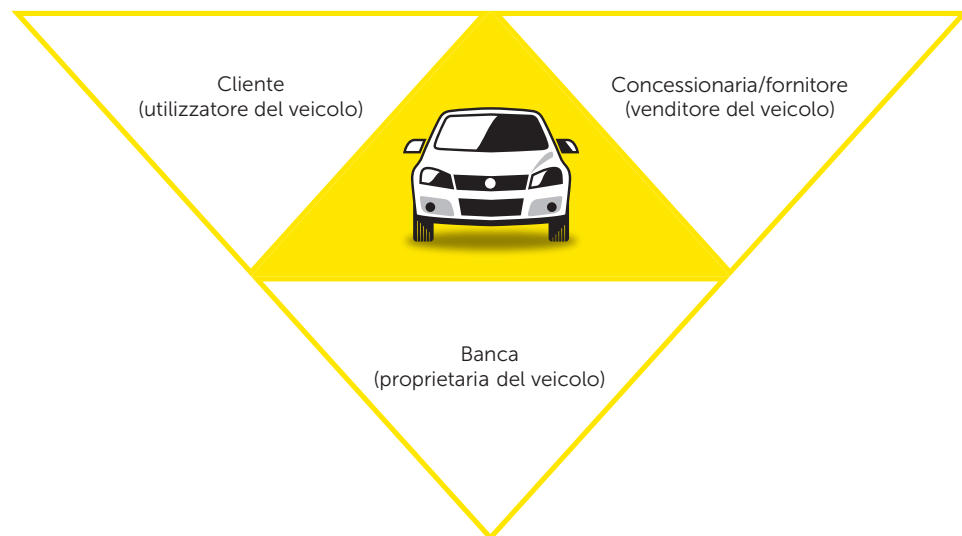 Cliente
(utilizzatore del veicolo)
Concessionaria/fornitore
(venditore del veicolo)
Banca
(proprietaria del veicolo)